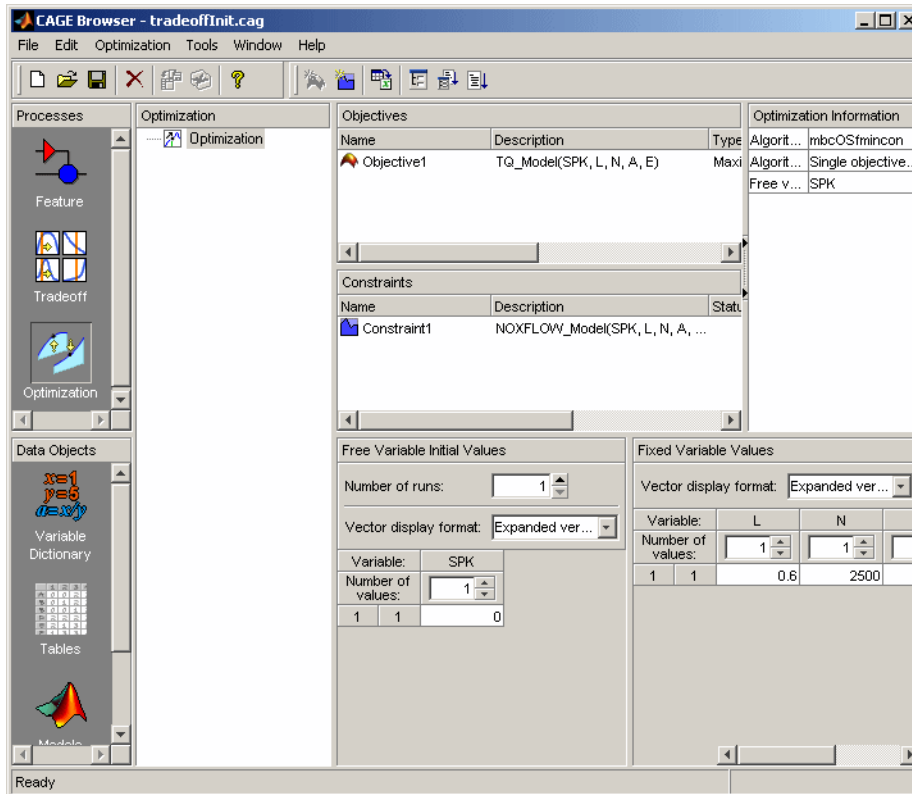 CAGE Browser - tradeoffInit.cag
File Edit Optimization Tools Window Help
Processes
Feature
Tradeoff
Optimization
Data Objects
x=1
y=5
a=x/y
Variable
Dictionary
Tables
Models
Optimization
Optimization
Objectives
Name Description Type
Objective1 TQ_Model(SPK, L, N, A, E) Maxi
Constraints
Name Description Statu
Constraint1 NOXFLOW_Model(SPK, L, N, A, ...
Optimization Information
Algorit... mbcOSfmincon
Algorit... Single objective...
Free v... SPK
Free Variable Initial Values
Number of runs: 1
Vector display format: Expanded ver...
Variable: SPK
Number of values: 1
1 1 0
Fixed Variable Values
Vector display format: Expanded ver...
Variable: L N
Number of values: 1 1
1 1 0.6 2500
Ready